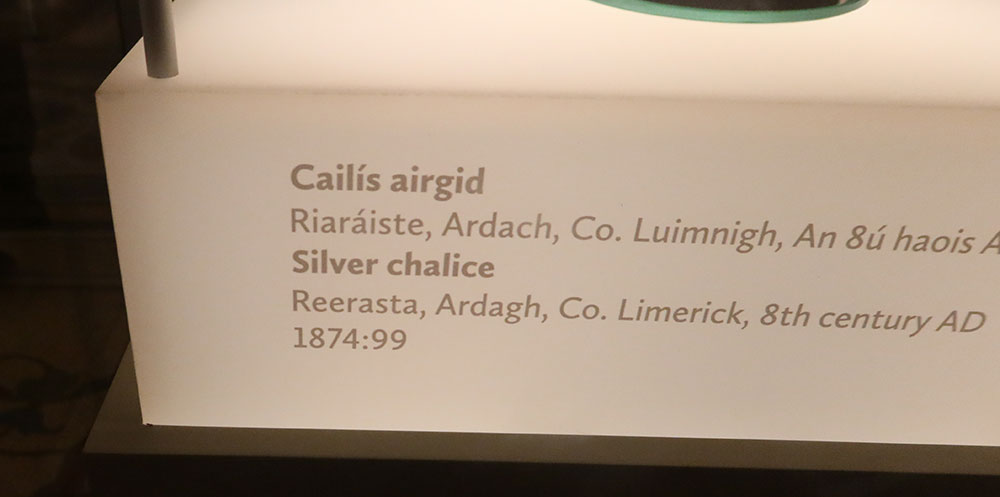 Cailís airgid
Riaráiste, Ardach, Co. Luimnigh, An 8ú haois
Silver chalice
Reerasta, Ardagh, Co. Limerick, 8th century AD
1874:99